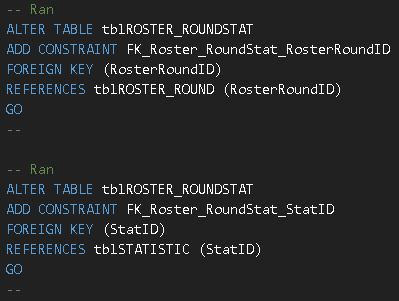 -- Ran
ALTER TABLE tblROSTER_ROUNDSTAT
ADD CONSTRAINT FK_Roster_RoundStat_RosterRoundID
FOREIGN KEY (RosterRoundID)
REFERENCES tblROSTER_ROUND (RosterRoundID)
GO
--
-- Ran
ALTER TABLE tblROSTER_ROUNDSTAT
ADD CONSTRAINT FK_Roster_RoundStat_StatID
FOREIGN KEY (StatID)
REFERENCES tblSTATISTIC (StatID)
GO
--